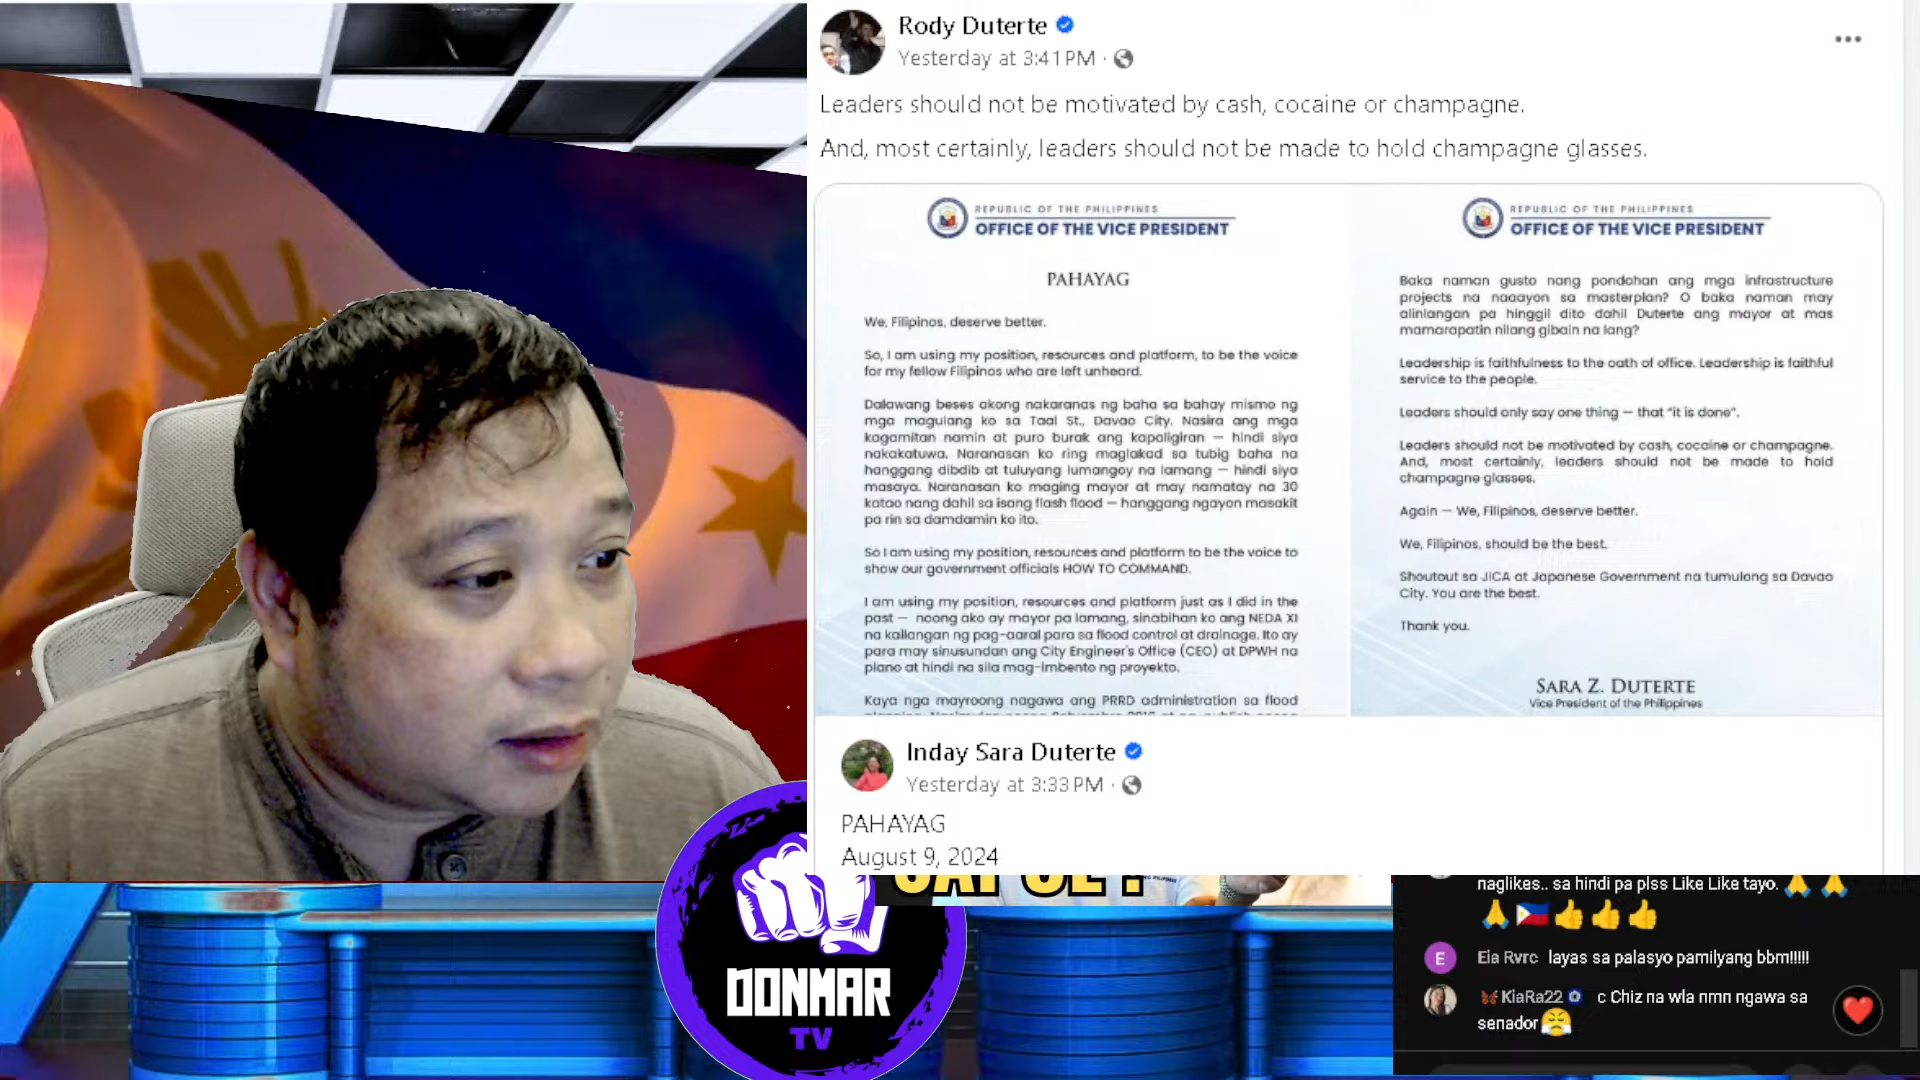 Rody Duterte
Yesterday at 3:41 PM ·
Leaders should not be motivated by cash, cocaine or champagne.
And, most certainly, leaders should not be made to hold champagne glasses.
REPUBLIC OF THE PHILIPPINES
OFFICE OF THE VICE PRESIDENT
PAHAYAG
We, Filipinos, deserve better.
So, I am using my position, resources and platform, to be the voice
for my fellow Filipinos who are left unheard.
Dalawang beses akong nakaranas ng baha sa bahay mismo ng
mga magulang ko sa Taal St., Davao City. Nasira ang mga
kagamitan namin at puro burak ang kapaligiran — hindi siya
nakakatuwa. Naranasan ko ring maglakad sa tubig baha na
hanggang dibdib at tuluyang lumangoy na lamang — hindi siya
masaya. Naranasan ko maging mayor at may namatay na 30
katao nang dahil sa isang flash flood — hanggang ngayon masakit
pa rin sa damdamin ko ito.
So I am using my position, resources and platform to be the voice to
show our government officials HOW TO COMMAND.
I am using my position, resources and platform just as I did in the
past — noong ako ay mayor pa lamang, sinabihan ko ang NEDA XI
na kailangan ng pag-aaral para sa flood control at drainage. Ito ay
para may sinusundan ang City Engineer's Office (CEO) at DPWH na
plano at hindi na sila mag-imbento ng proyekto.
Kaya nga mayroong nagawa ang PRRD administration sa flood
REPUBLIC OF THE PHILIPPINES
OFFICE OF THE VICE PRESIDENT
Baka naman gusto nang pondohan ang mga infrastructure
projects na naaayon sa masterplan? O baka naman may
alinlangan pa hinggil dito dahil Duterte ang mayor at mas
mamarapatin nilang gibain na lang?
Leadership is faithfulness to the oath of office. Leadership is faithful
service to the people.
Leaders should only say one thing — that "it is done".
Leaders should not be motivated by cash, cocaine or champagne.
And, most certainly, leaders should not be made to hold
champagne glasses.
Again — We, Filipinos, deserve better.
We, Filipinos, should be the best.
Shoutout sa JICA at Japanese Government na tumulong sa Davao
City. You are the best.
Thank you.
SARA Z. DUTERTE
Vice President of the Philippines
Inday Sara Duterte
Yesterday at 3:33 PM ·
PAHAYAG
August 9, 2024
DONMAR
TV
naglikes.. sa hindi pa plss Like Like tayo. 🙏 🙏
🙏 🇵🇭 👍 👍 👍
E
Ela Rvrc layas sa palasyo pamilyang bbm!!!!!
KiaRa22 c Chiz na wla nmn ngawa sa
senador 😤